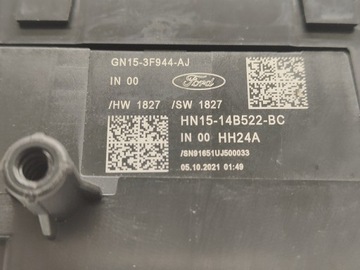 GN15-3F944-AJ
IN 00
Ford
/HW 1827 /SW 1827
HN15-14B522-BC
IN 00 HH24A
/SN91651UJ500033
05.10.2021 01:49